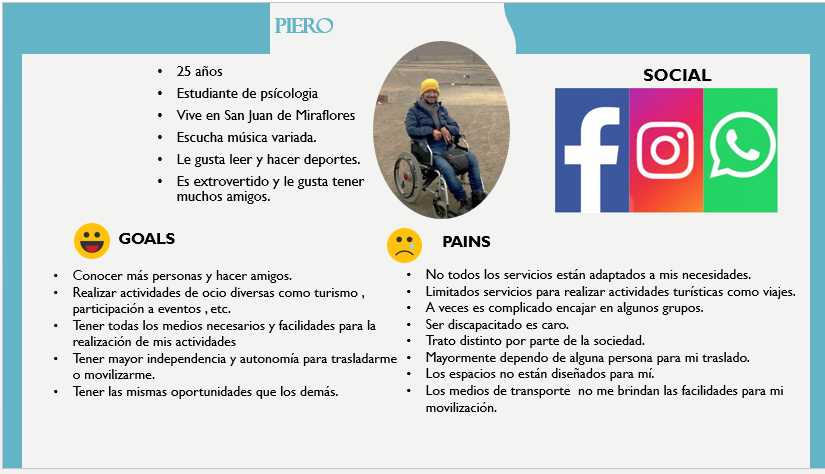 PIERO
• 25 años
• Estudiante de psícologia
• Vive en San Juan de Miraflores
• Escucha música variada.
• Le gusta leer y hacer deportes.
• Es extrovertido y le gusta tener
muchos amigos.
SOCIAL
GOALS
• Conocer más personas y hacer amigos.
• Realizar actividades de ocio diversas como turismo ,
participación a eventos , etc.
• Tener todas los medios necesarios y facilidades para la
realización de mis actividades
• Tener mayor independencia y autonomía para trasladarme
o movilizarme.
• Tener las mismas oportunidades que los demás.
PAINS
• No todos los servicios están adaptados a mis necesidades.
• Limitados servicios para realizar actividades turísticas como viajes.
• A veces es complicado encajar en algunos grupos.
• Ser discapacitado es caro.
• Trato distinto por parte de la sociedad.
• Mayormente dependo de alguna persona para mi traslado.
• Los espacios no están diseñados para mí.
• Los medios de transporte no me brindan las facilidades para mi
movilización.